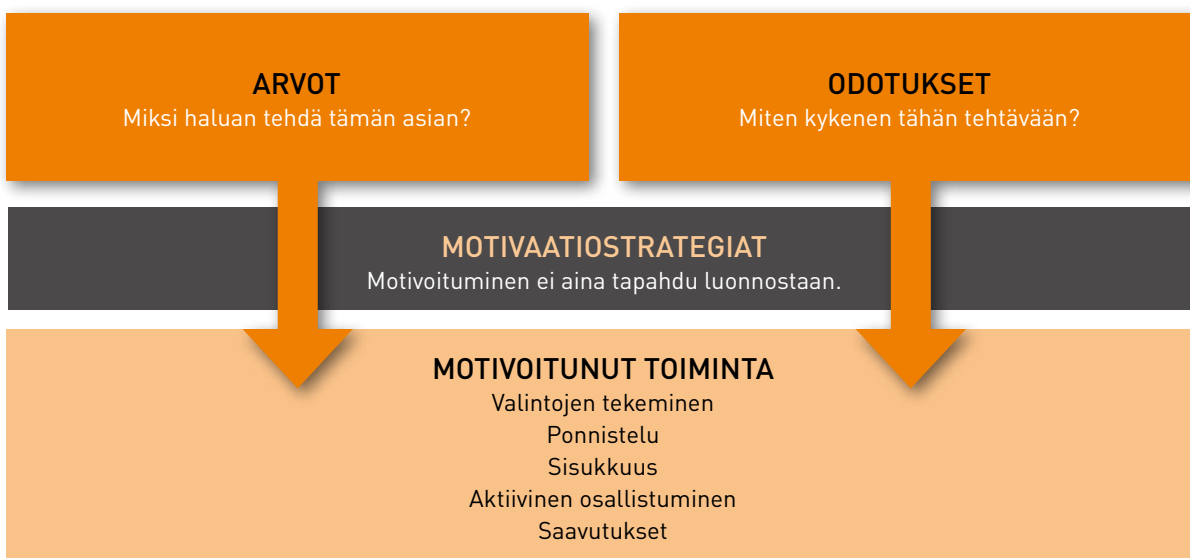 ARVOT
Miksi haluan tehdä tämän asian?
ODOTUKSET
Miten kykenen tähän tehtävään?
MOTIVAATIOSTRATEGIAT
Motivoituminen ei aina tapahdu luonnostaan.
MOTIVOITUNUT TOIMINTA
Valintojen tekeminen
Ponnistelu
Sisukkuus
Aktiivinen osallistuminen
Saavutukset